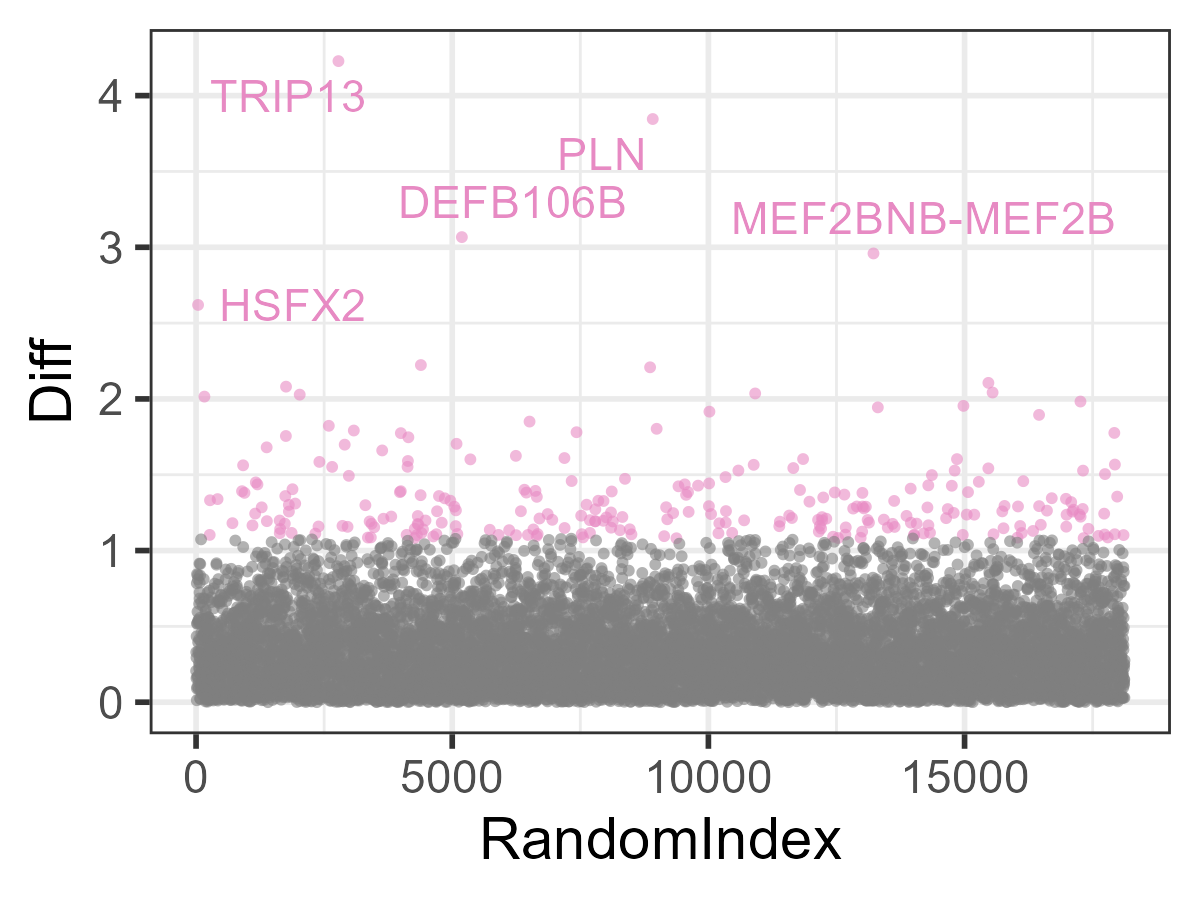 TRIP13
PLN
DEFB106B
MEF2BNB-MEF2B
HSFX2
Diff
4
3
2
1
0
0 5000 10000 15000
RandomIndex